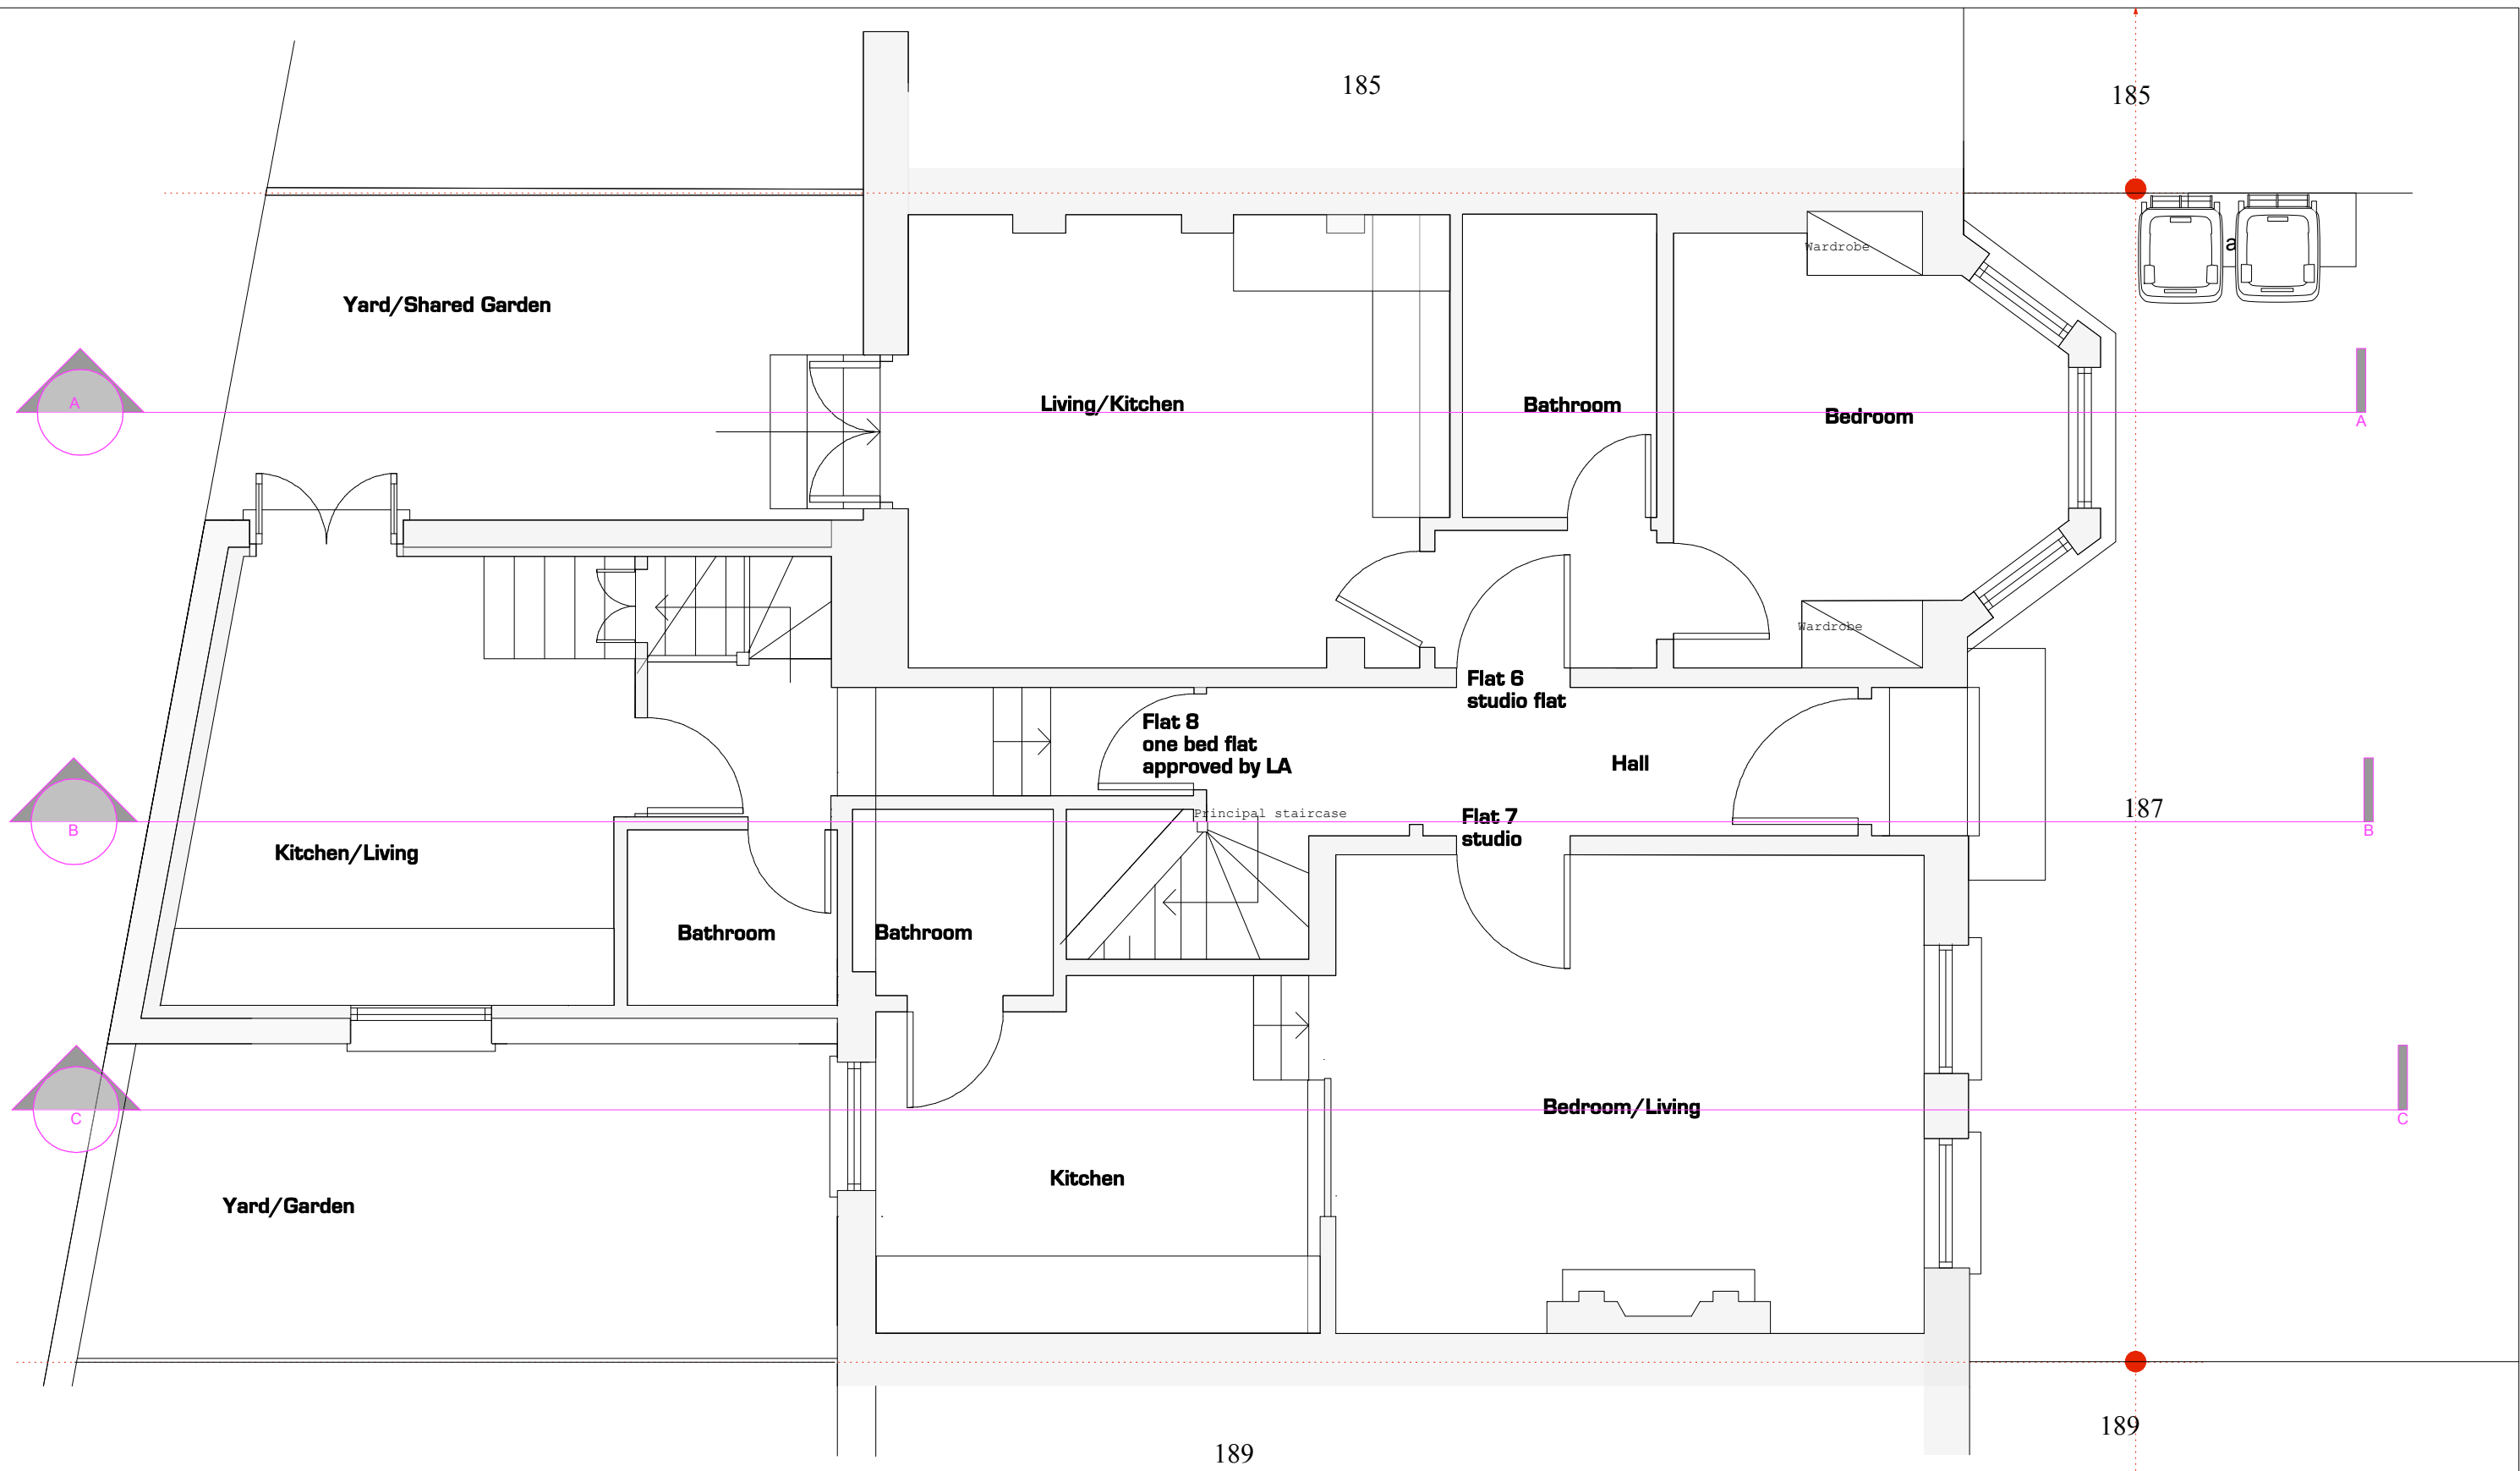 185
185
Wardrobe
a
Yard/Shared Garden
A
Living/Kitchen
Bathroom
Bedroom
A
Wardrobe
Flat 6
studio flat
Flat 8
one bed flat
approved by LA
Hall
187
Principal staircase
Flat 7
studio
B
B
Kitchen/Living
Bathroom
Bathroom
Bedroom/Living
C
C
Kitchen
Yard/Garden
189
189